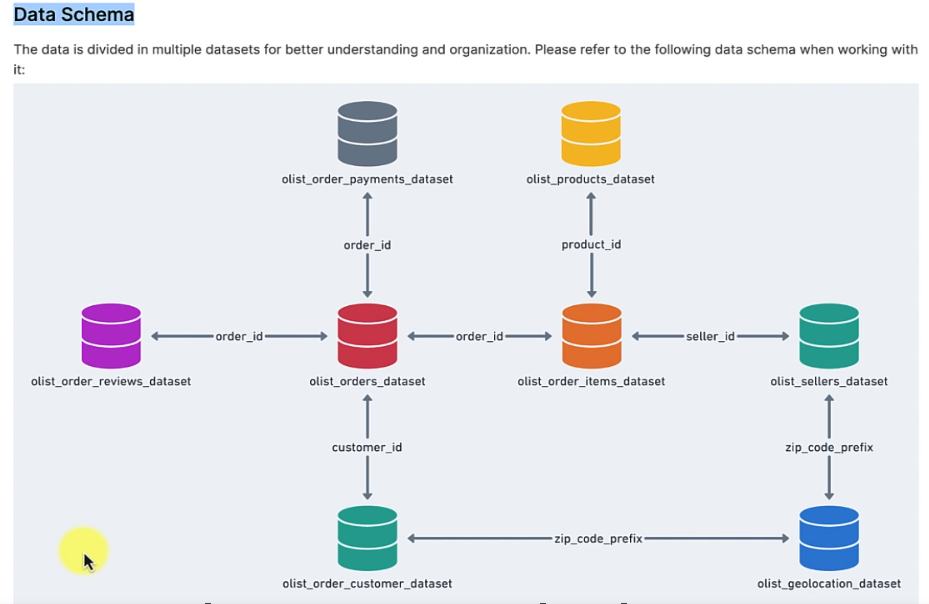 Data Schema
The data is divided in multiple datasets for better understanding and organization. Please refer to the following data schema when working with
it:
olist_order_payments_dataset
olist_products_dataset
order_id
product_id
order_id
order_id
seller_id
olist_order_reviews_dataset
olist_orders_dataset
olist_order_items_dataset
olist_sellers_dataset
customer_id
zip_code_prefix
zip_code_prefix
olist_order_customer_dataset
olist_geolocation_dataset